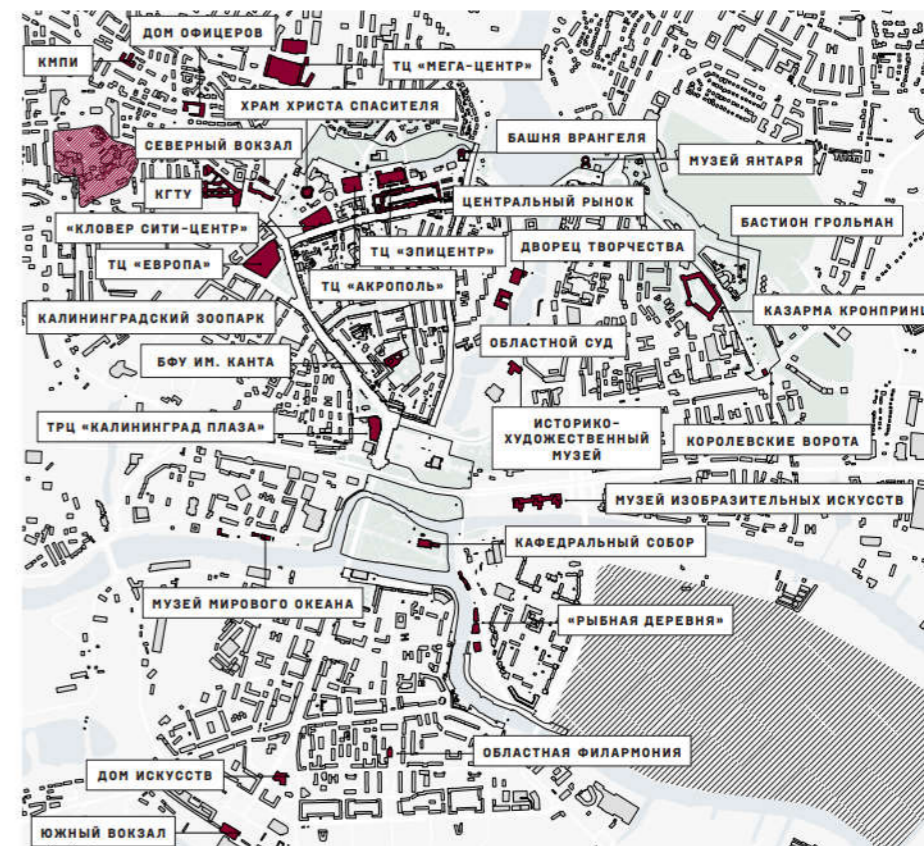 ДОМ ОФИЦЕРОВ
КМПИ
ТЦ «МЕГА-ЦЕНТР»
ХРАМ ХРИСТА СПАСИТЕЛЯ
СЕВЕРНЫЙ ВОКЗАЛ
БАШНЯ ВРАНГЕЛЯ
МУЗЕЙ ЯНТАРЯ
КГТУ
ЦЕНТРАЛЬНЫЙ РЫНОК
БАСТИОН ГРОЛЬМАН
«КЛОВЕР СИТИ-ЦЕНТР»
ТЦ «ЭПИЦЕНТР»
ДВОРЕЦ ТВОРЧЕСТВА
ТЦ «ЕВРОПА»
ТЦ «АКРОПОЛЬ»
КАЛИНИНГРАДСКИЙ ЗООПАРК
КАЗАРМА КРОНПРИНЦ
ОБЛАСТНОЙ СУД
БФУ ИМ. КАНТА
ТРЦ «КАЛИНИНГРАД ПЛАЗА»
ИСТОРИКО-
ХУДОЖЕСТВЕННЫЙ
МУЗЕЙ
КОРОЛЕВСКИЕ ВОРОТА
МУЗЕЙ ИЗОБРАЗИТЕЛЬНЫХ ИСКУССТВ
КАФЕДРАЛЬНЫЙ СОБОР
МУЗЕЙ МИРОВОГО ОКЕАНА
«РЫБНАЯ ДЕРЕВНЯ»
ОБЛАСТНАЯ ФИЛАРМОНИЯ
ДОМ ИСКУССТВ
ЮЖНЫЙ ВОКЗАЛ